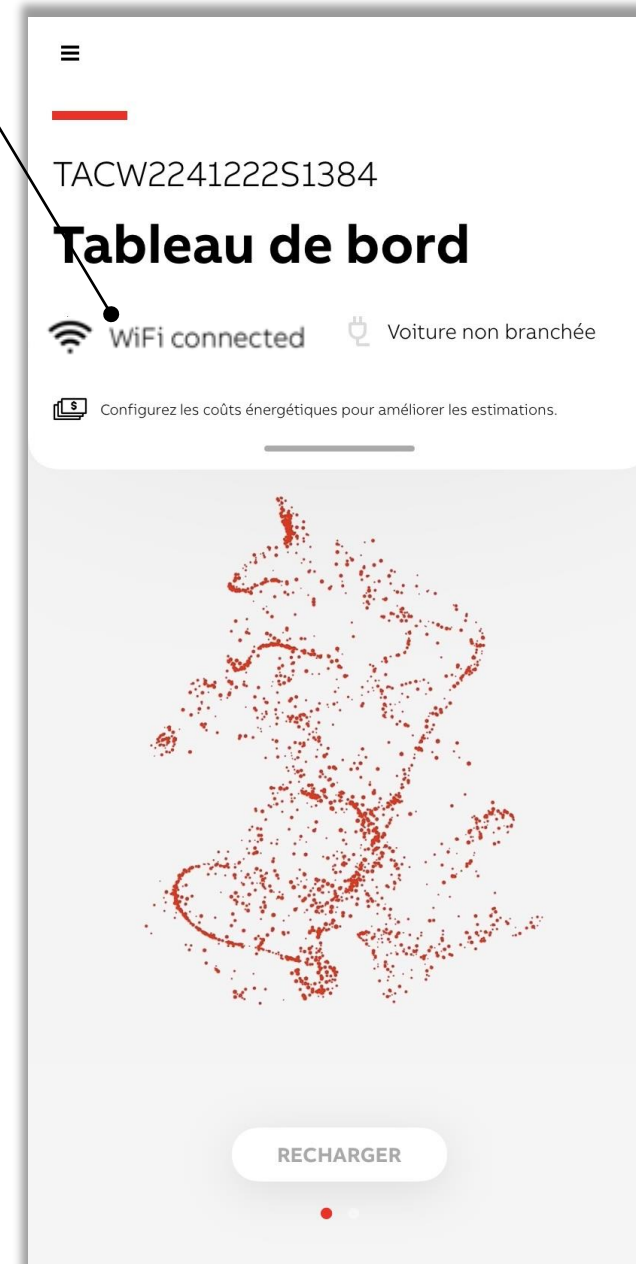 TACW2241222S1384
Tableau de bord
WiFi connected
Voiture non branchée
$
Configurez les coûts énergétiques pour améliorer les estimations.
RECHARGER